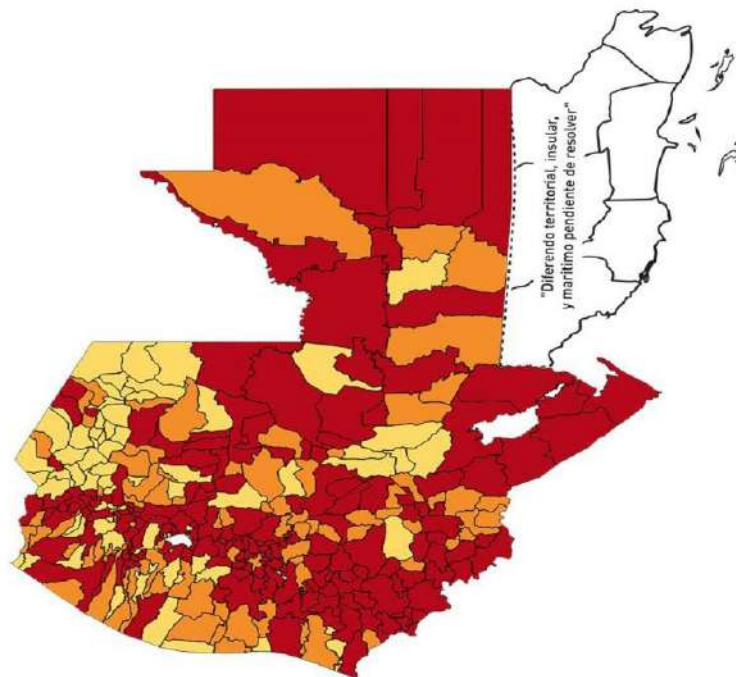 "Diferendo territorial, insular,
y marítimo pendiente de resolver"